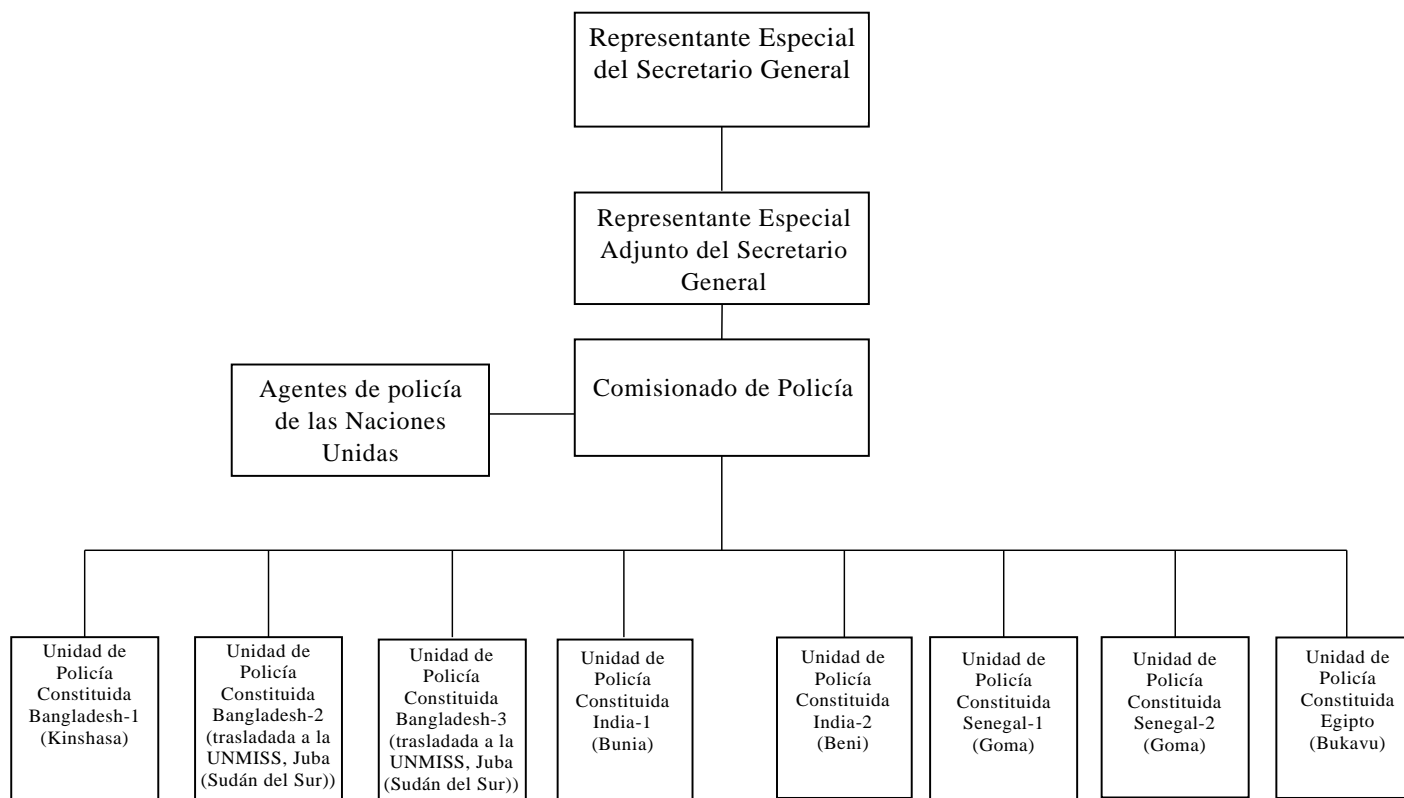 Representante Especial
del Secretario General
Representante Especial
Adjunto del Secretario
General
Comisionado de Policía
Agentes de policía
de las Naciones
Unidas
Unidad de
Policía
Constituida
Bangladesh-1
(Kinshasa)
Unidad de
Policía
Constituida
Bangladesh-2
(trasladada a la
UNMISS, Juba
(Sudán del Sur))
Unidad de
Policía
Constituida
Bangladesh-3
(trasladada a la
UNMISS, Juba
(Sudán del Sur))
Unidad de
Policía
Constituida
India-1
(Bunia)
Unidad de
Policía
Constituida
India-2
(Beni)
Unidad de
Policía
Constituida
Senegal-1
(Goma)
Unidad de
Policía
Constituida
Senegal-2
(Goma)
Unidad de
Policía
Constituida
Egipto
(Bukavu)